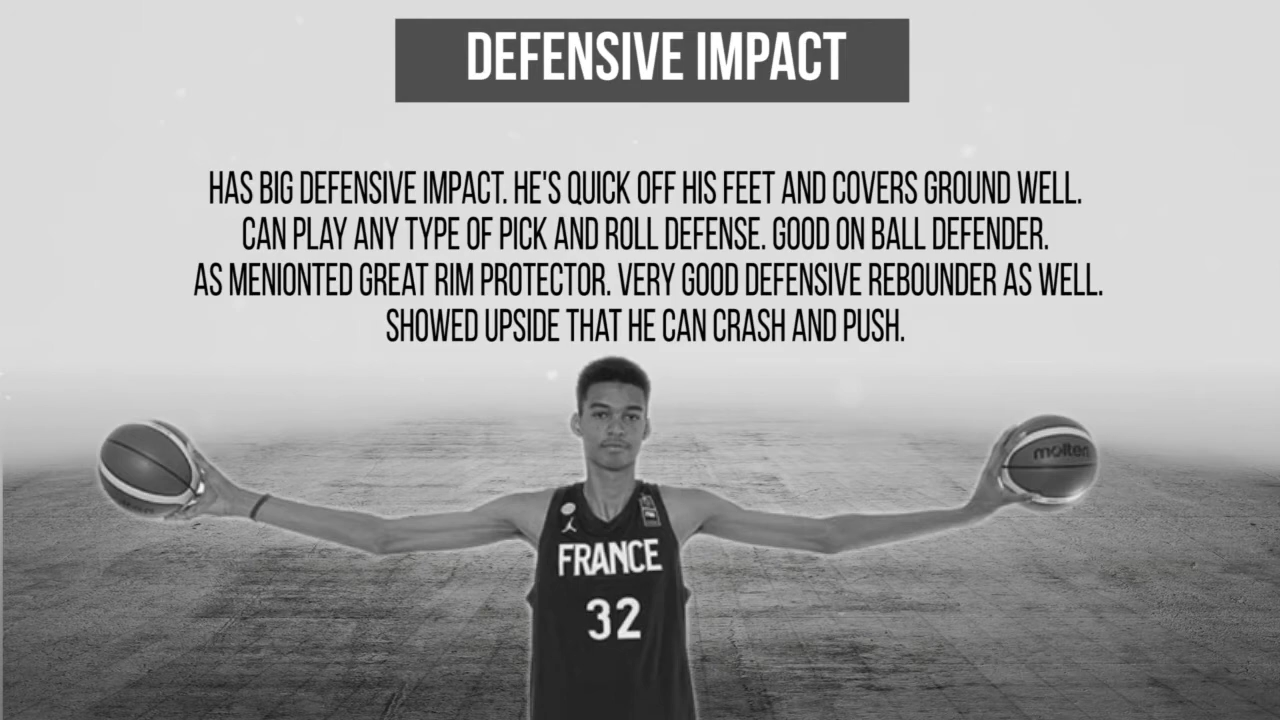 DEFENSIVE IMPACT
HAS BIG DEFENSIVE IMPACT. HE'S QUICK OFF HIS FEET AND COVERS GROUND WELL.
CAN PLAY ANY TYPE OF PICK AND ROLL DEFENSE. GOOD ON BALL DEFENDER.
AS MENIONTED GREAT RIM PROTECTOR. VERY GOOD DEFENSIVE REBOUNDER AS WELL.
SHOWED UPSIDE THAT HE CAN CRASH AND PUSH.
molten
FRANCE
32